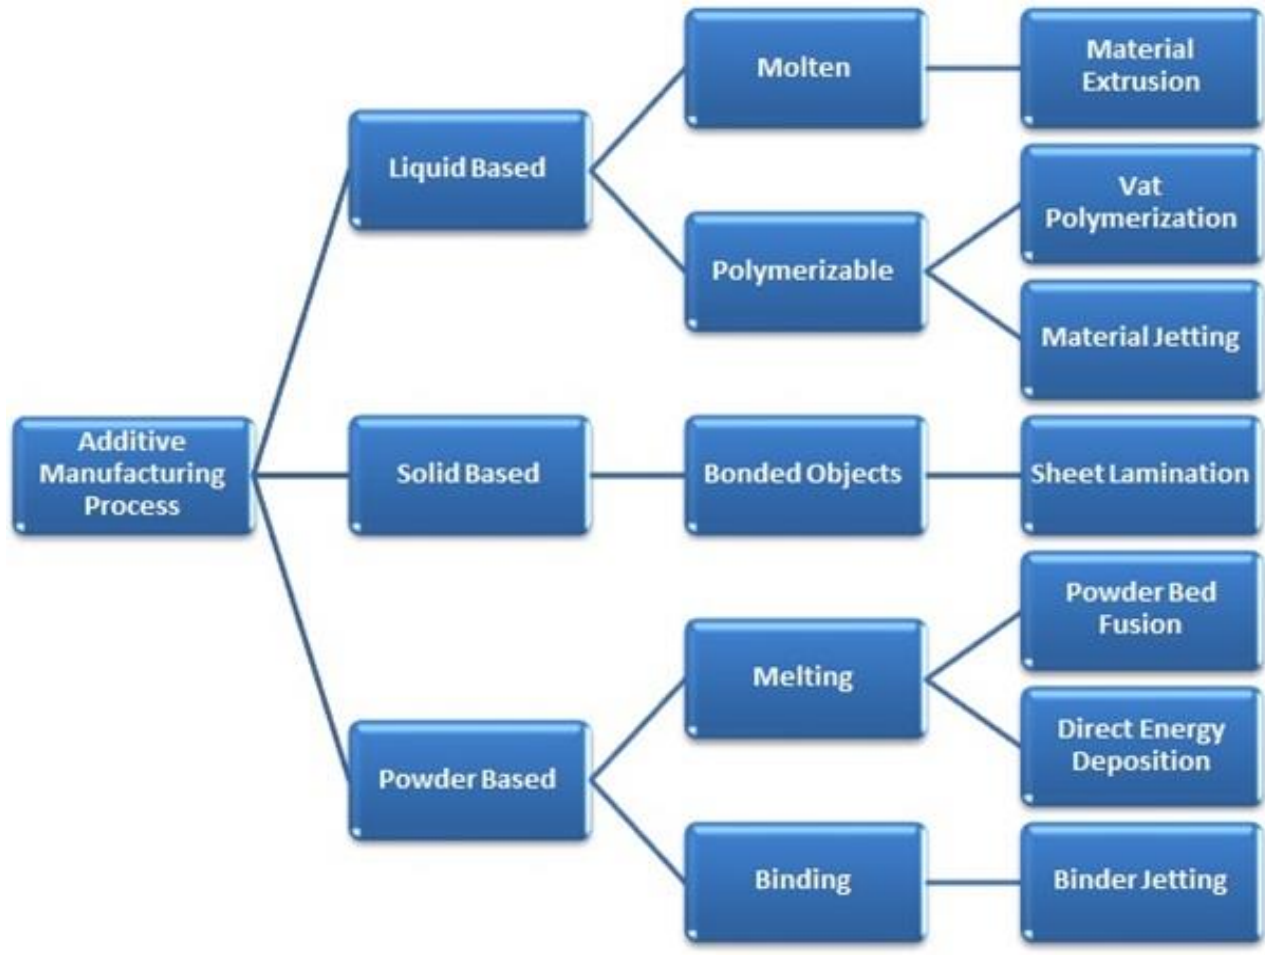 Molten
Material
Extrusion
Liquid Based
Vat
Polymerization
Polymerizable
Material Jetting
Additive
Manufacturing
Process
Solid Based
Bonded Objects
Sheet Lamination
Powder Bed
Fusion
Melting
Direct Energy
Deposition
Powder Based
Binding
Binder Jetting